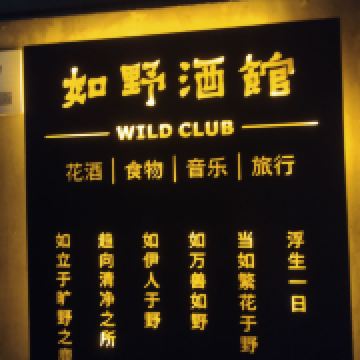 如野酒馆
WILD CLUB
花酒|食物|音乐|旅行
浮生一日
当如繁花于野
如万兽如野
如伊人于野
趋向清净之所
如立于旷野之